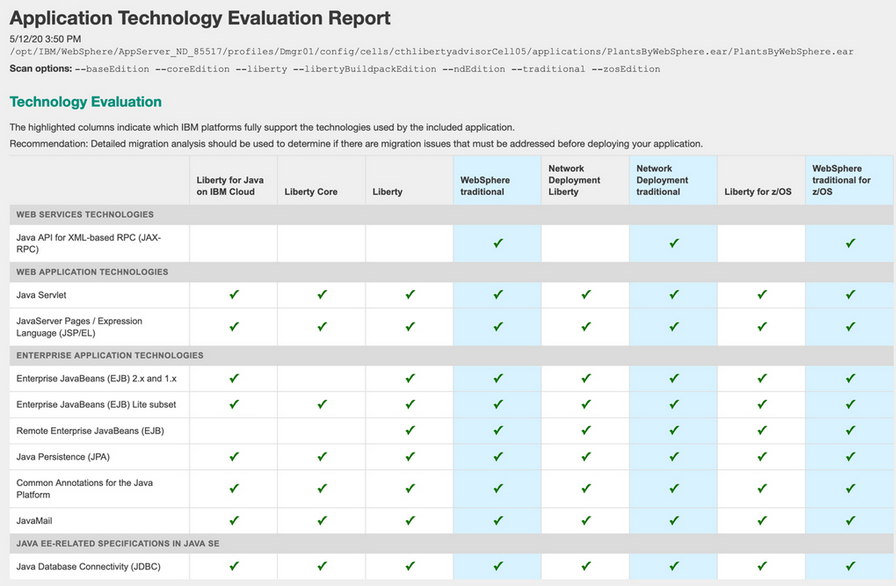 Application Technology Evaluation Report
5/12/20 3:50 PM
/opt/IBM/WebSphere/AppServer_ND_85517/profiles/Dmgr01/config/cells/cthlibertyadvisorCell05/applications/PlantsByWebSphere.ear/PlantsByWebSphere.ear
Scan options: --baseEdition --coreEdition --liberty --libertyBuildpackEdition --ndEdition --traditional --zosEdition
Technology Evaluation
The highlighted columns indicate which IBM platforms fully support the technologies used by the included application.
Recommendation: Detailed migration analysis should be used to determine if there are migration issues that must be addressed before deploying your application.
Liberty for Java
on IBM Cloud
Liberty Core
Liberty
WebSphere
traditional
Network
Deployment
Liberty
Network
Deployment
traditional
Liberty for z/OS
WebSphere
traditional for
z/OS
WEB SERVICES TECHNOLOGIES
Java API for XML-based RPC (JAX-
RPC)
✔ ✔ ✔
WEB APPLICATION TECHNOLOGIES
Java Servlet ✔ ✔ ✔ ✔ ✔ ✔ ✔ ✔
JavaServer Pages / Expression
Language (JSP/EL)
✔ ✔ ✔ ✔ ✔ ✔ ✔ ✔
ENTERPRISE APPLICATION TECHNOLOGIES
Enterprise JavaBeans (EJB) 2.x and 1.x ✔ ✔ ✔ ✔ ✔ ✔ ✔
Enterprise JavaBeans (EJB) Lite subset ✔ ✔ ✔ ✔ ✔ ✔ ✔ ✔
Remote Enterprise JavaBeans (EJB) ✔ ✔ ✔ ✔ ✔ ✔
Java Persistence (JPA) ✔ ✔ ✔ ✔ ✔ ✔ ✔ ✔
Common Annotations for the Java
Platform
✔ ✔ ✔ ✔ ✔ ✔ ✔ ✔
JavaMail ✔ ✔ ✔ ✔ ✔ ✔ ✔ ✔
JAVA EE-RELATED SPECIFICATIONS IN JAVA SE
Java Database Connectivity (JDBC) ✔ ✔ ✔ ✔ ✔ ✔ ✔ ✔